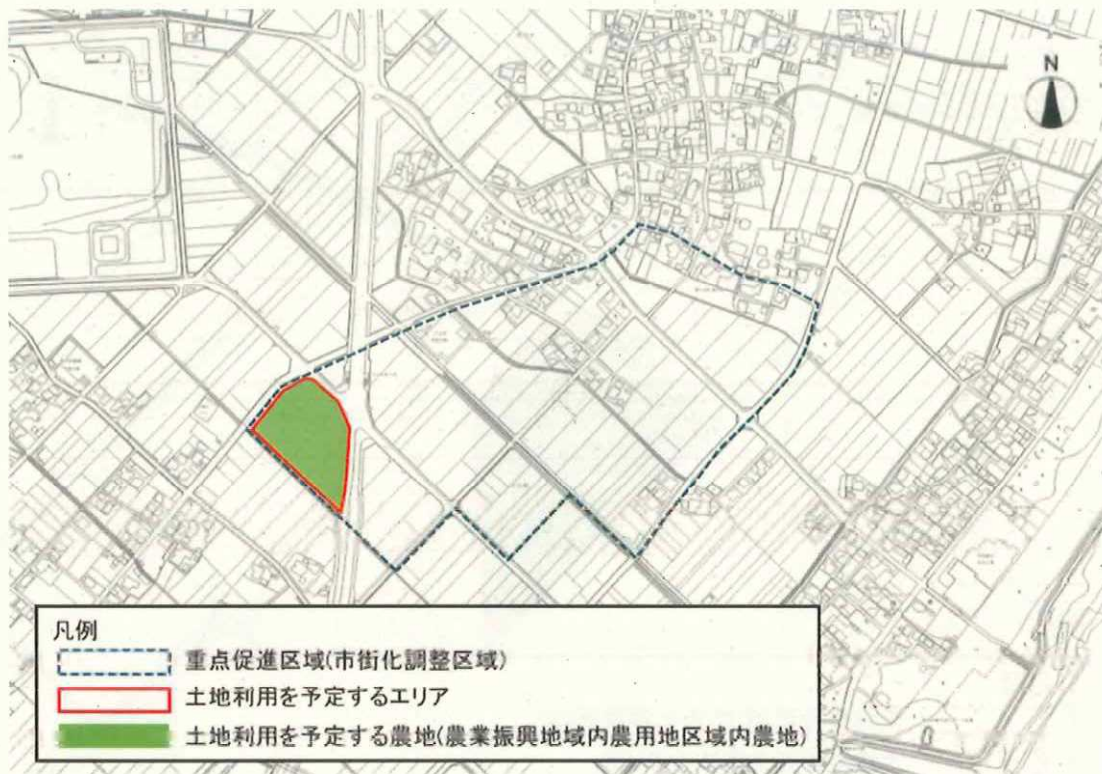 N
凡例
重点促進区域(市街化調整区域)
土地利用を予定するエリア
土地利用を予定する農地(農業振興地域内農用地区域内農地)